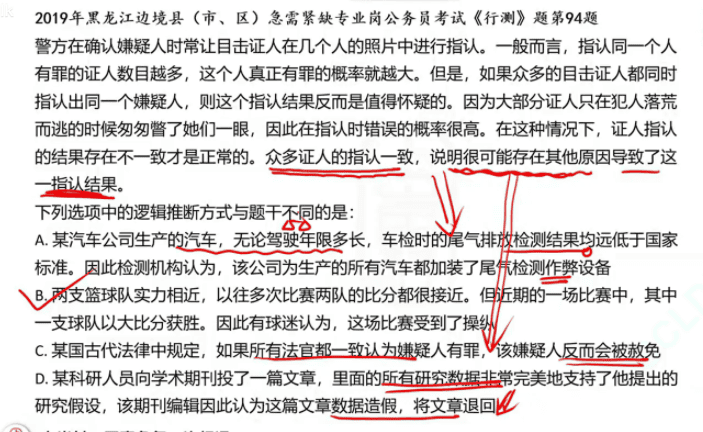 2019年黑龙江边境县（市、区）急需紧缺专业岗公务员考试《行测》题第94题
警方在确认嫌疑人时常让目击证人在几个人的照片中进行指认。一般而言，指认同一个人
有罪的证人数目越多，这个人真正有罪的概率就越大。但是，如果众多的目击证人都同时
指认出同一个嫌疑人，则这个指认结果反而是值得怀疑的。因为大部分证人只在犯人落荒
而逃的时候匆匆瞥了她们一眼，因此在指认时错误的概率很高。在这种情况下，证人指认
的结果存在不一致才是正常的。众多证人的指认一致，说明很可能存在其他原因导致了这
一指认结果。
下列选项中的逻辑推断方式与题干不同的是：
A. 某汽车公司生产的汽车，无论驾驶年限多长，车检时的尾气排放检测结果均远低于国家
标准。因此检测机构认为，该公司为生产的所有汽车都加装了尾气检测作弊设备
B. 两支篮球队实力相近，以往多次比赛两队的比分都很接近。但近期的一场比赛中，其中
一支球队以大比分获胜。因此有球迷认为，这场比赛受到了操纵
C. 某国古代法律中规定，如果所有法官都一致认为嫌疑人有罪，该嫌疑人反而会被赦免
D. 某科研人员向学术期刊投了一篇文章，里面的所有研究数据非常完美地支持了他提出的
研究假设，该期刊编辑因此认为这篇文章数据造假，将文章退回